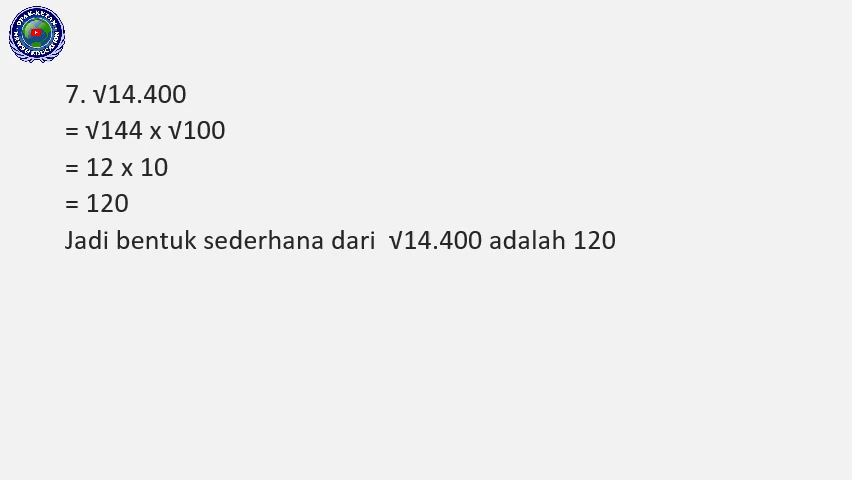 7. √14.400
= √144 x √100
= 12 x 10
= 120
Jadi bentuk sederhana dari  √14.400 adalah 120